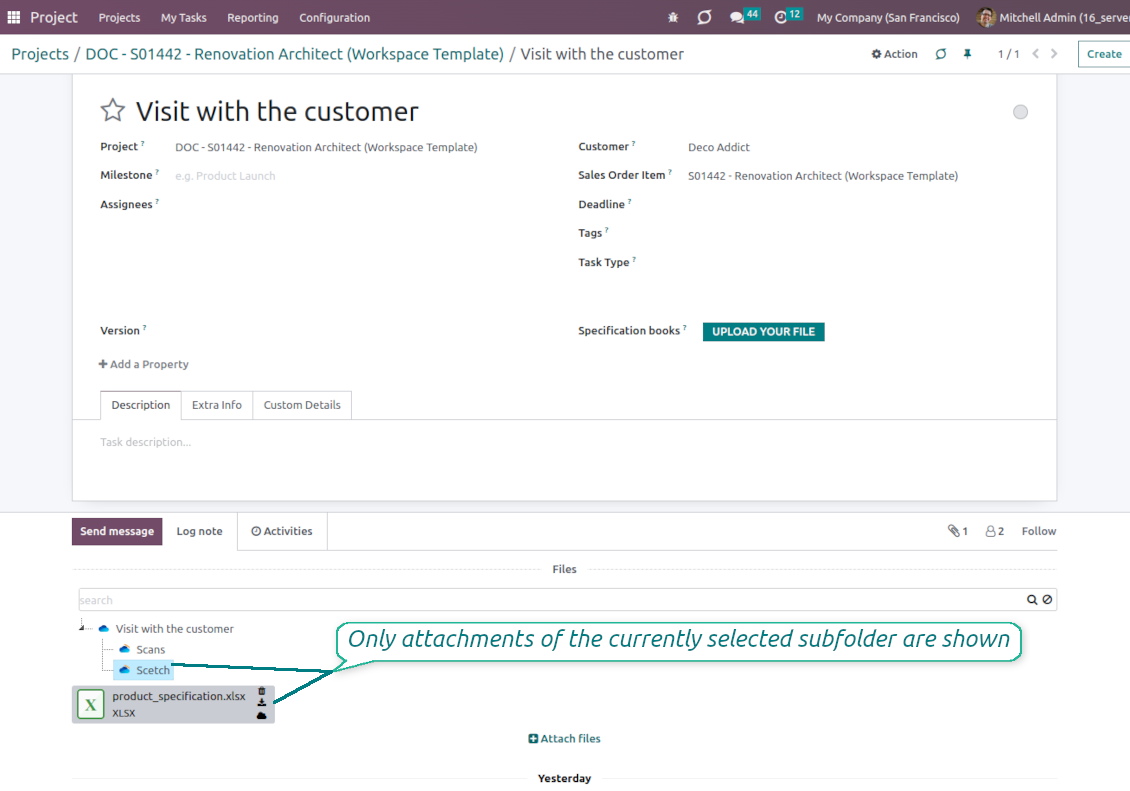 Project Projects My Tasks Reporting Configuration 44 12 My Company (San Francisco) Mitchell Admin (16_server
Projects / DOC - S01442 - Renovation Architect (Workspace Template) / Visit with the customer Action 1 / 1 Create
Visit with the customer
Project ? DOC - S01442 - Renovation Architect (Workspace Template) Customer ? Deco Addict
Milestone ? e.g. Product Launch Sales Order Item ? S01442 - Renovation Architect (Workspace Template)
Assignees ? Deadline ?
Tags ?
Task Type ?
Version ? Specification books ? UPLOAD YOUR FILE
Add a Property
Description Extra Info Custom Details
Task description...
Send message Log note Activities 1 2 Follow
Files
search
Visit with the customer
Only attachments of the currently selected subfolder are shown
Scans
Scetch
X product_specification.xlsx
XLSX
Attach files
Yesterday